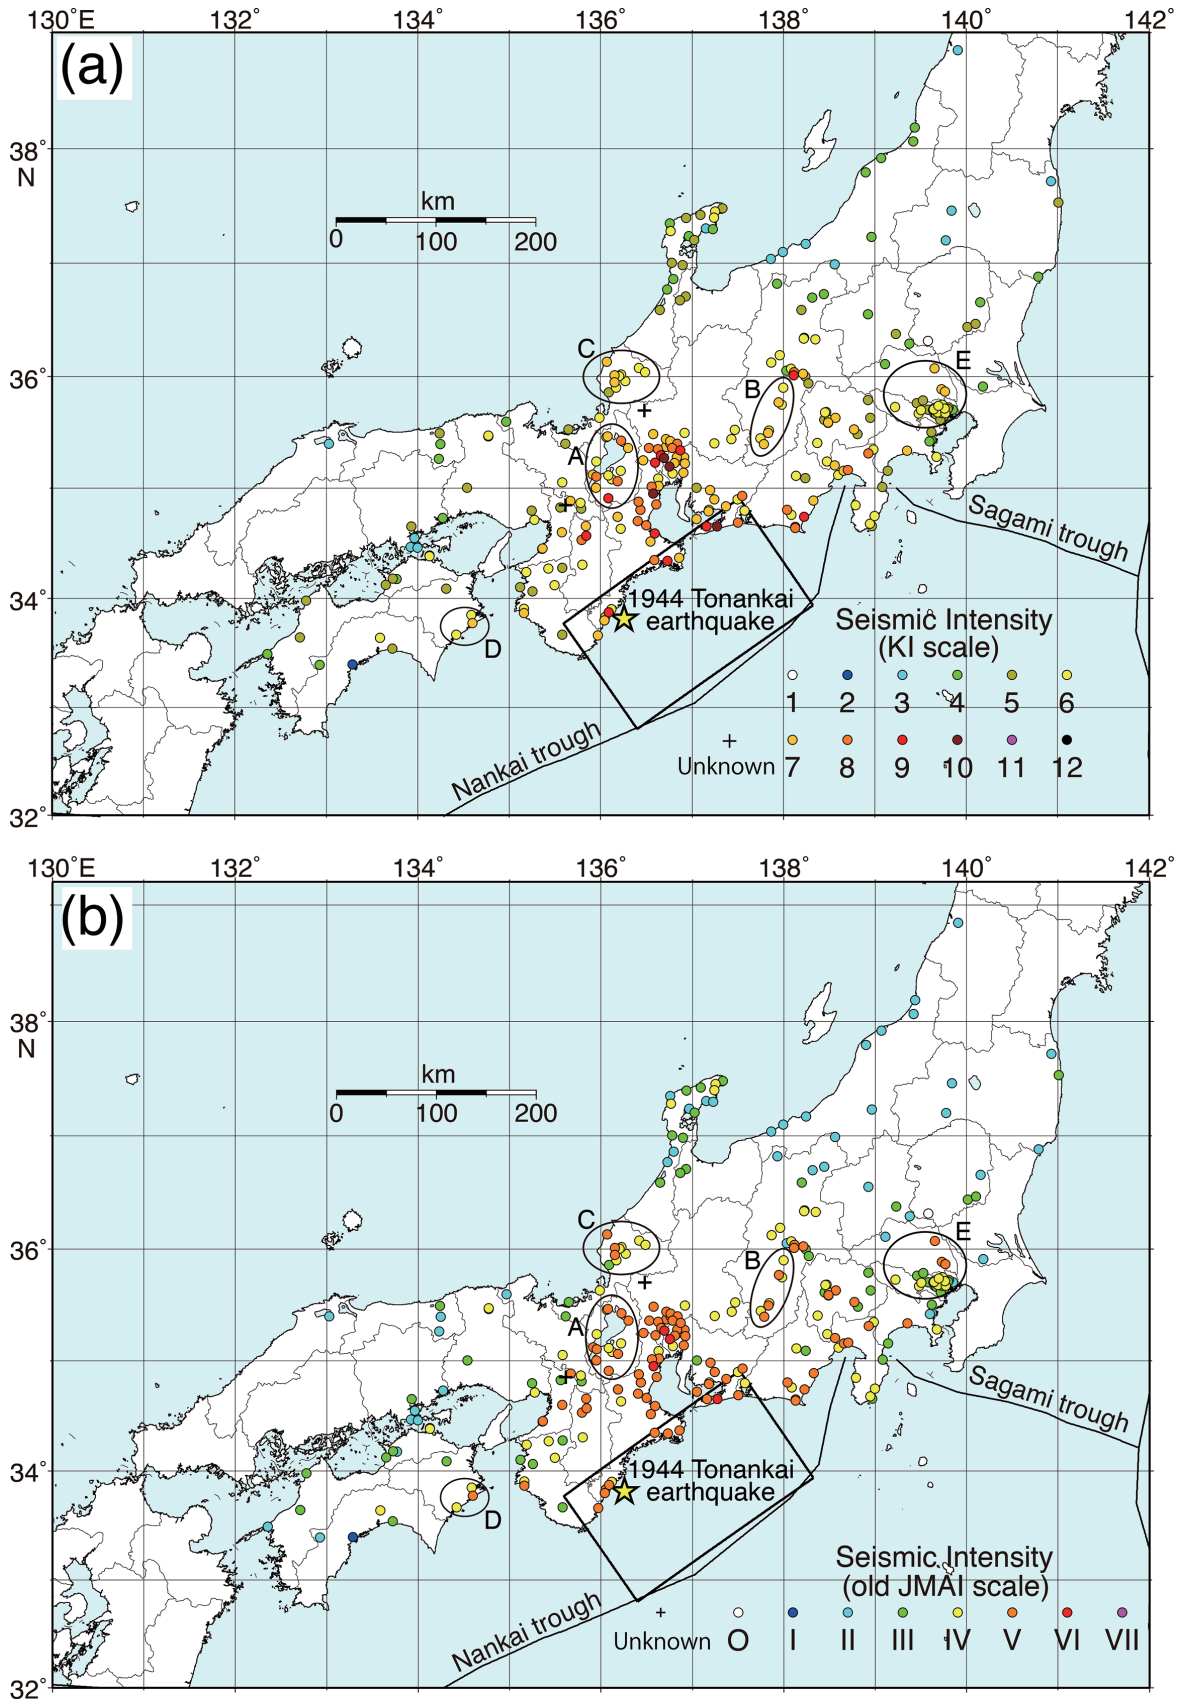 130°E 132° 134° 136° 138° 140° 142°
(a)
38°
N
km
0 100 200
C
E
36°
B
A
Sagami trough
34°
1944 Tonankai
earthquake
D
Seismic Intensity
(KI scale)
1 2 3 4 5 6
Nankai trough
Unknown 7 8 9 10 11 12
32°
130°E 132° 134° 136° 138° 140° 142°
(b)
38°
N
km
0 100 200
C
E
36°
B
A
Sagami trough
34°
1944 Tonankai
earthquake
D
Seismic Intensity
(old JMAI scale)
Nankai trough
Unknown O I II III IV V VI VII
32°